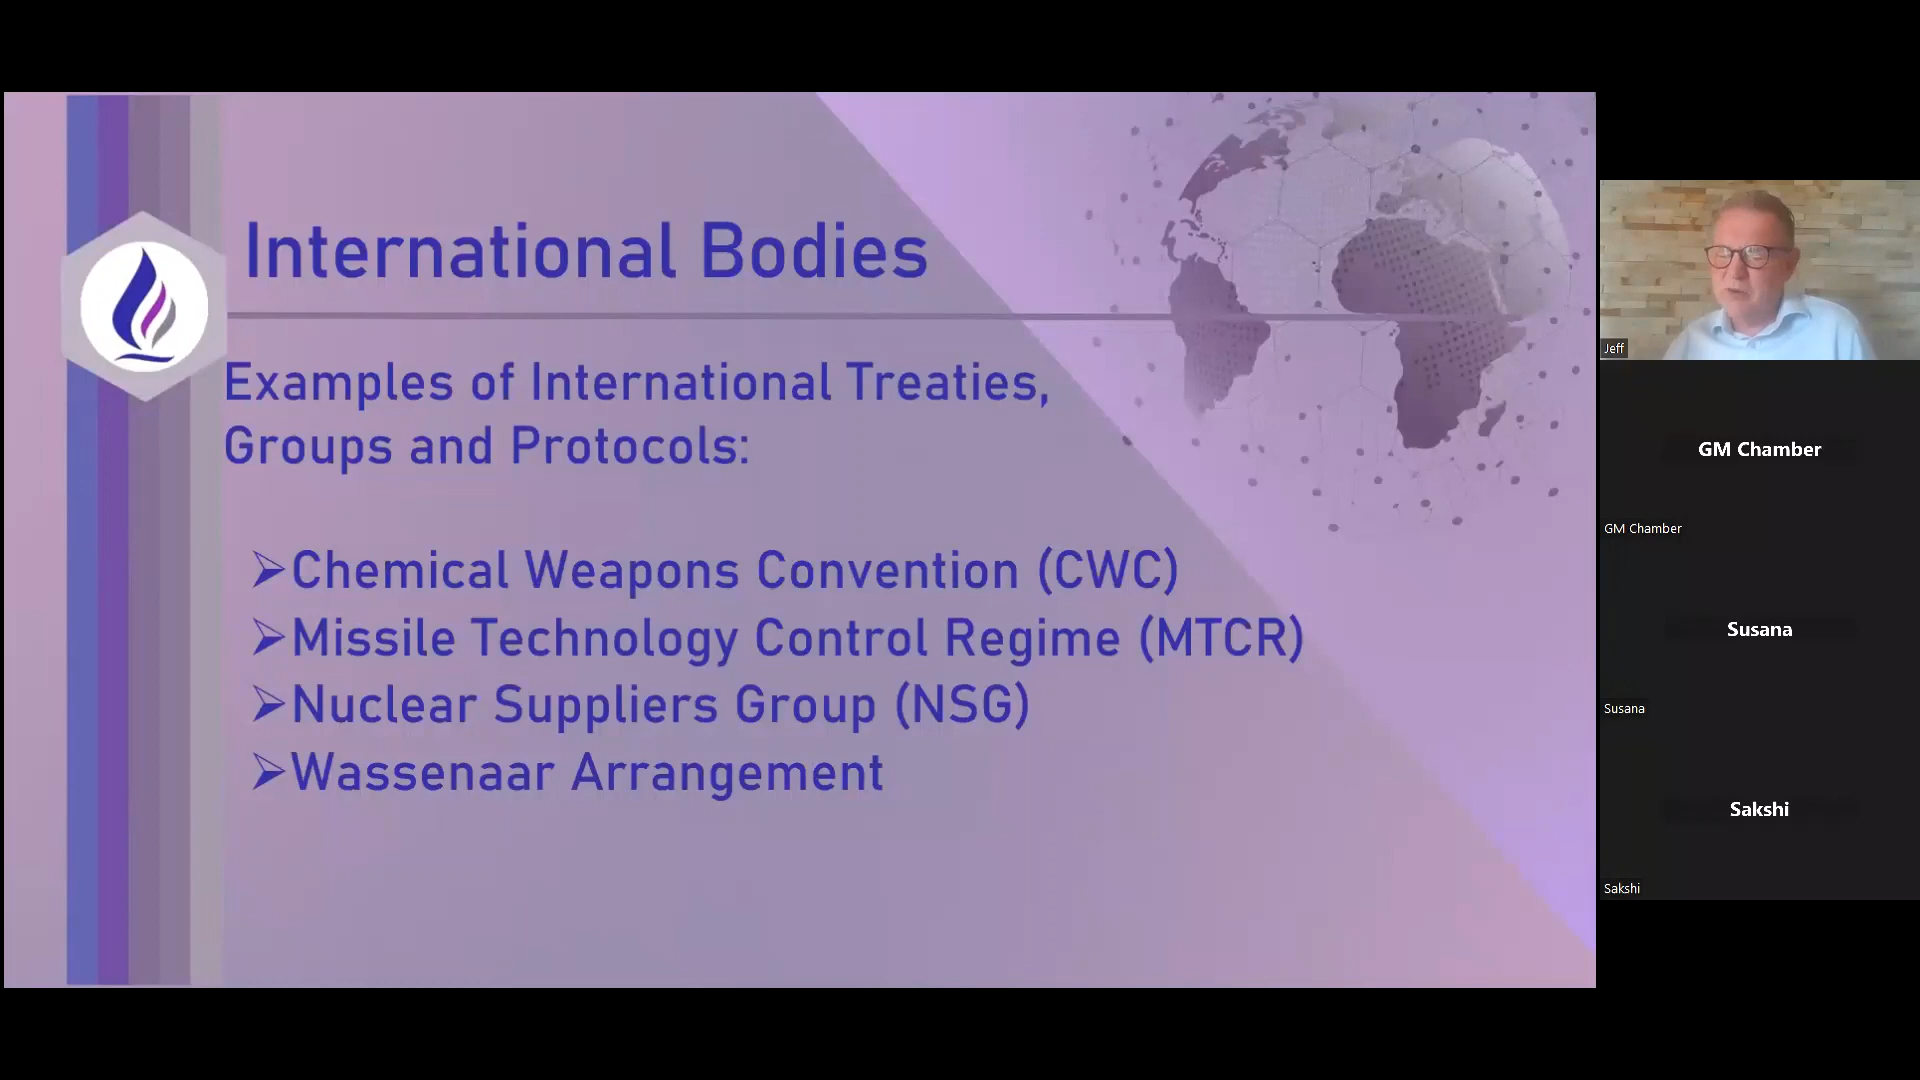 International Bodies
Examples of International Treaties,
Groups and Protocols:
➢Chemical Weapons Convention (CWC)
➢Missile Technology Control Regime (MTCR)
➢Nuclear Suppliers Group (NSG)
➢Wassenaar Arrangement
Jeff
GM Chamber
GM Chamber
Susana
Susana
Sakshi
Sakshi